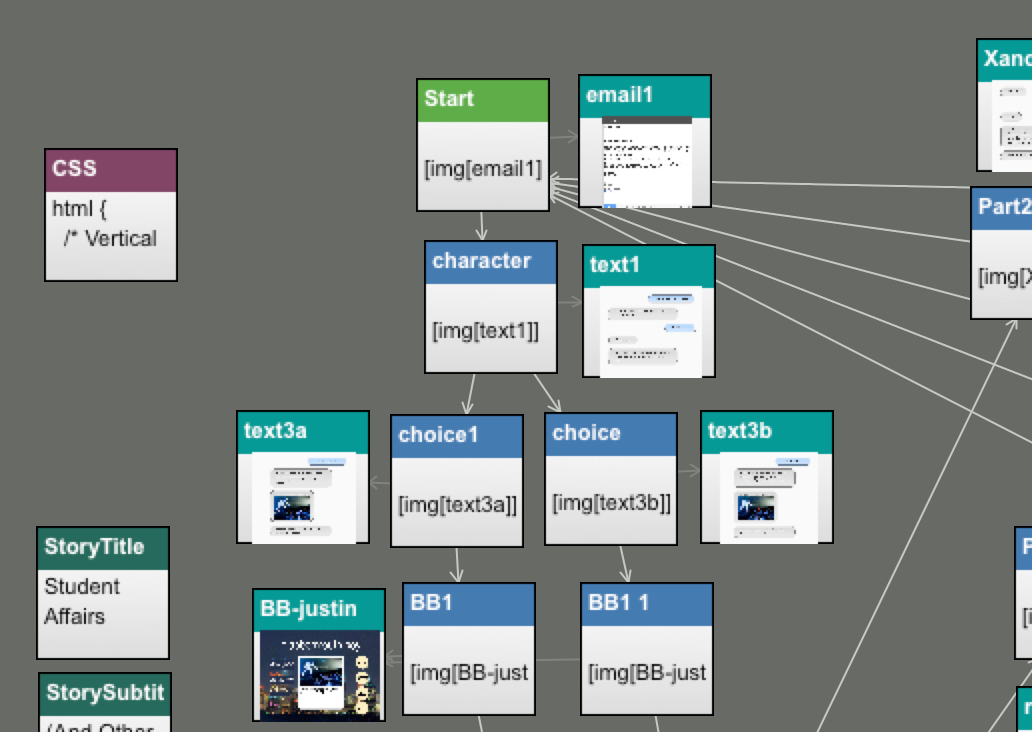 Xand
Start
email1
[img[email1]
CSS
html {
/* Vertical
Part2
[img[X
character
text1
[img[text1]]
text3a
choice1
choice
text3b
[img[text3a]]
[img[text3b]]
StoryTitle
Student
Affairs
BB-justin
BB1
BB1 1
[img[BB-just
[img[BB-just
StorySubtit
(And Other